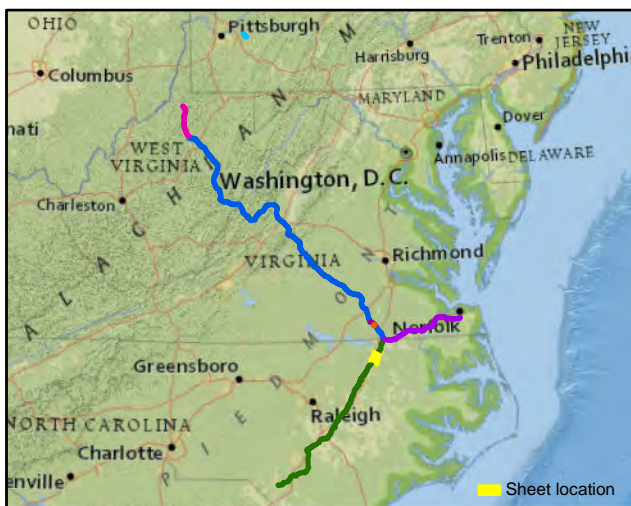 OHIO
Pittsburgh
M
NEW
JERSEY
Trenton
Harrisburg
Philadelphia
Columbus
N
MARYLAND
nati
A
Dover
I
WEST
VIRGINIA
Annapolis
DELAWARE
Washington, D.C.
H
Charleston
C
T
A
N
L
VIRGINIA
Richmond
A
O
P
P
M
Norfolk
A
Greensboro
D
E
Raleigh
I
NORTH CAROLINA
P
Charlotte
enville
Sheet location